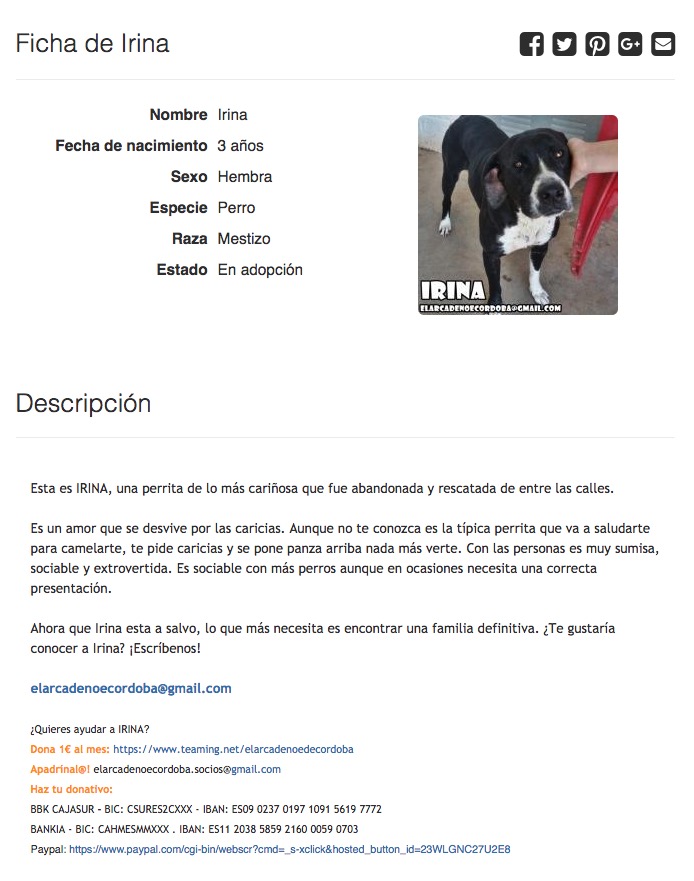 Ficha de Irina
Nombre Irina
Fecha de nacimiento 3 años
Sexo Hembra
Especie Perro
Raza Mestizo
Estado En adopción
IRINA
ELARCADENOECORDOBA@GMAIL.COM
Descripción
Esta es IRINA, una perrita de lo más cariñosa que fue abandonada y rescatada de entre las calles.
Es un amor que se desvive por las caricias. Aunque no te conozca es la típica perrita que va a saludarte
para camelarte, te pide caricias y se pone panza arriba nada más verte. Con las personas es muy sumisa,
sociable y extrovertida. Es sociable con más perros aunque en ocasiones necesita una correcta
presentación.
Ahora que Irina esta a salvo, lo que más necesita es encontrar una familia definitiva. ¿Te gustaría
conocer a Irina? ¡Escríbenos!
elarcadenoecordoba@gmail.com
¿Quieres ayudar a IRINA?
Dona 1€ al mes: https://www.teaming.net/elarcadenoedecordoba
Apadrinal@! elarcadenoecordoba.socios@gmail.com
Haz tu donativo:
BBK CAJASUR - BIC: CSURES2CXXX - IBAN: ES09 0237 0197 1091 5619 7772
BANKIA - BIC: CAHMESMMXXX . IBAN: ES11 2038 5859 2160 0059 0703
Paypal: https://www.paypal.com/cgi-bin/webscr?cmd=_s-xclick&hosted_button_id=23WLGNC27U2E8